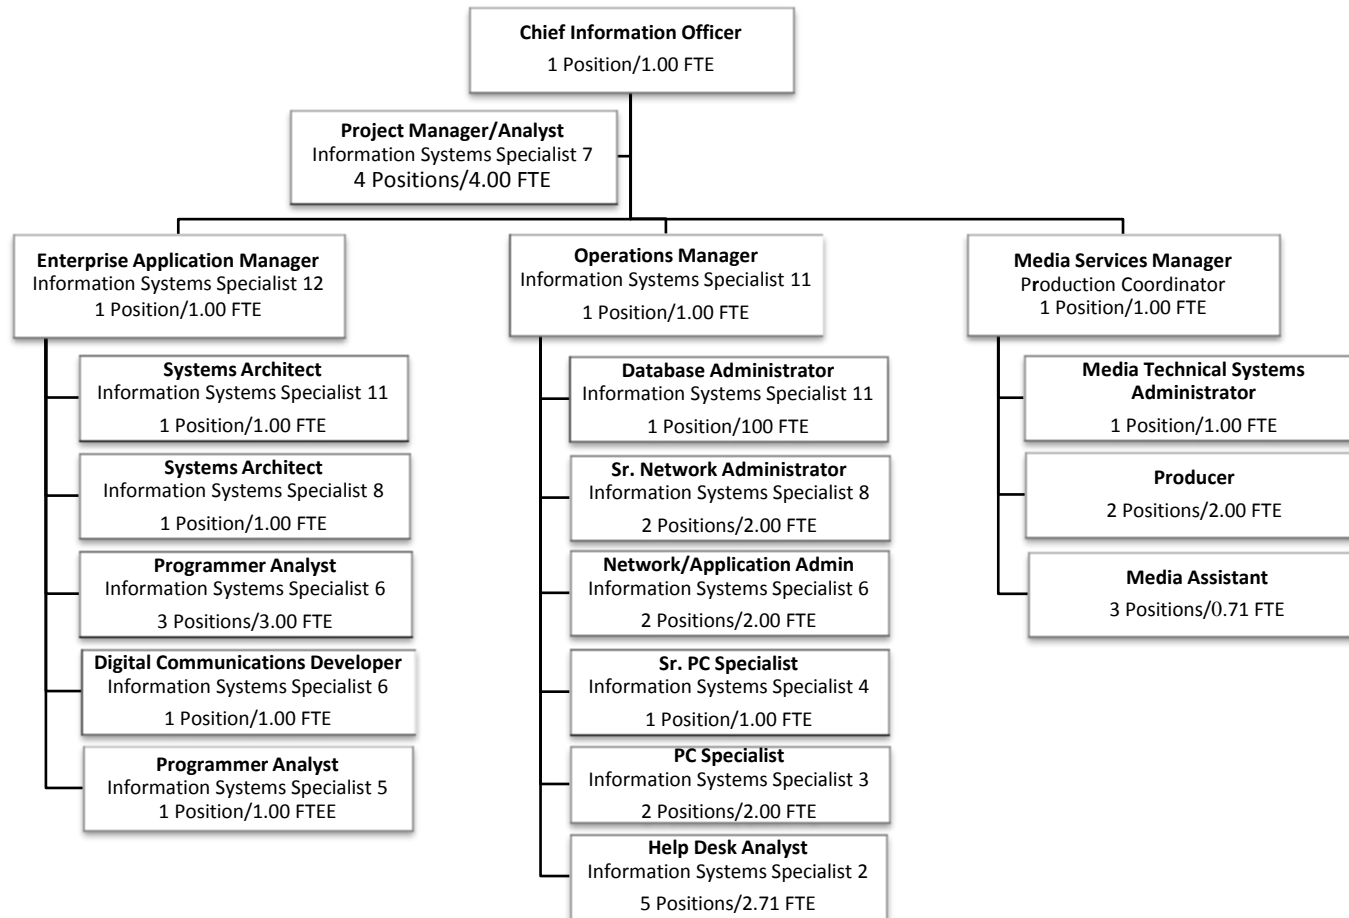 Chief Information Officer
1 Position/1.00 FTE
Project Manager/Analyst
Information Systems Specialist 7
4 Positions/4.00 FTE
Enterprise Application Manager
Information Systems Specialist 12
1 Position/1.00 FTE
Systems Architect
Information Systems Specialist 11
1 Position/1.00 FTE
Systems Architect
Information Systems Specialist 8
1 Position/1.00 FTE
Programmer Analyst
Information Systems Specialist 6
3 Positions/3.00 FTE
Digital Communications Developer
Information Systems Specialist 6
1 Position/1.00 FTE
Programmer Analyst
Information Systems Specialist 5
1 Position/1.00 FTEE
Operations Manager
Information Systems Specialist 11
1 Position/1.00 FTE
Database Administrator
Information Systems Specialist 11
1 Position/100 FTE
Sr. Network Administrator
Information Systems Specialist 8
2 Positions/2.00 FTE
Network/Application Admin
Information Systems Specialist 6
2 Positions/2.00 FTE
Sr. PC Specialist
Information Systems Specialist 4
1 Position/1.00 FTE
PC Specialist
Information Systems Specialist 3
2 Positions/2.00 FTE
Help Desk Analyst
Information Systems Specialist 2
5 Positions/2.71 FTE
Media Services Manager
Production Coordinator
1 Position/1.00 FTE
Media Technical Systems
Administrator
1 Position/1.00 FTE
Producer
2 Positions/2.00 FTE
Media Assistant
3 Positions/0.71 FTE